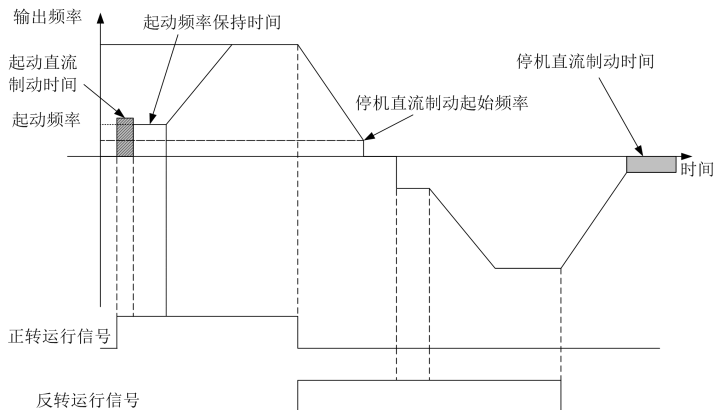 输出频率
起动频率保持时间
起动直流
制动时间
停机直流制动时间
停机直流制动起始频率
起动频率
时间
正转运行信号
反转运行信号